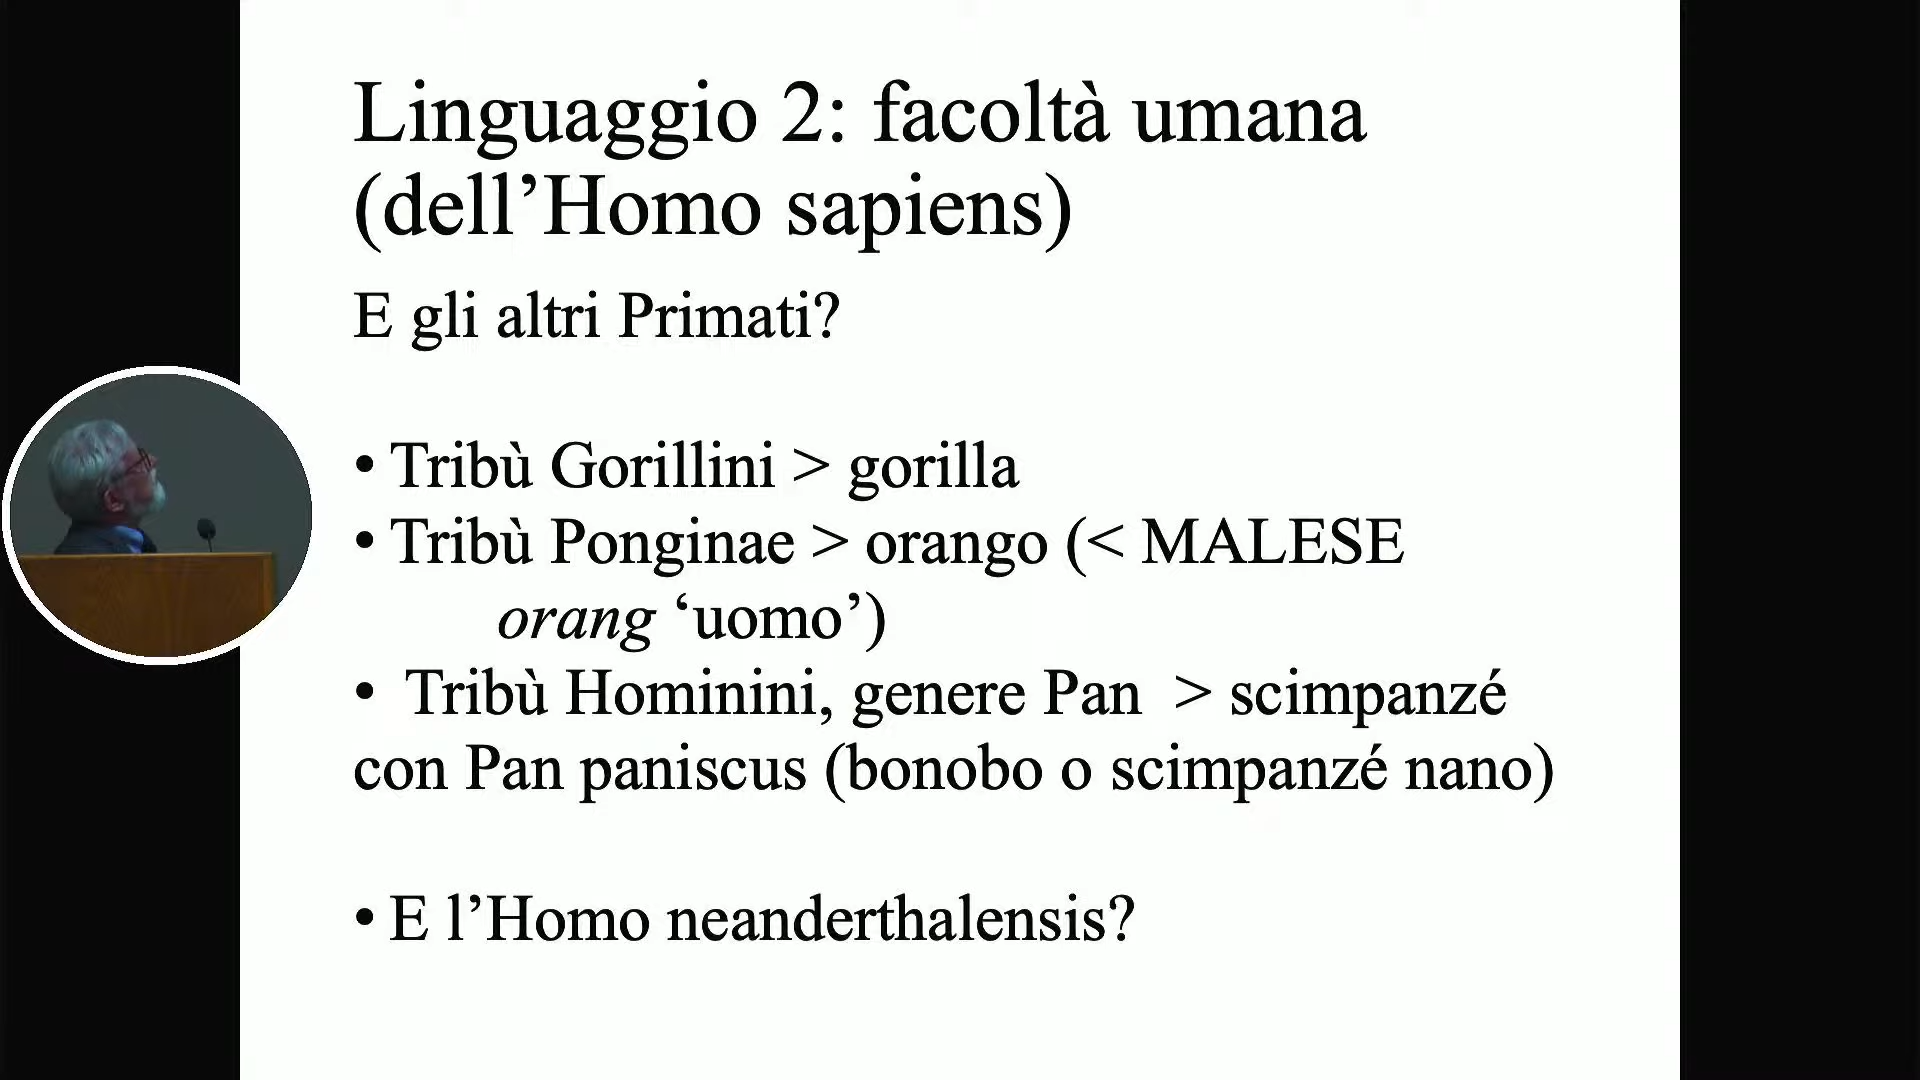 Linguaggio 2: facoltà umana
(dell’Homo sapiens)
E gli altri Primati?
• Tribù Gorillini > gorilla
• Tribù Ponginae > orango (< MALESE
orang ‘uomo’)
• Tribù Hominini, genere Pan > scimpanzé
con Pan paniscus (bonobo o scimpanzé nano)
• E l’Homo neanderthalensis?